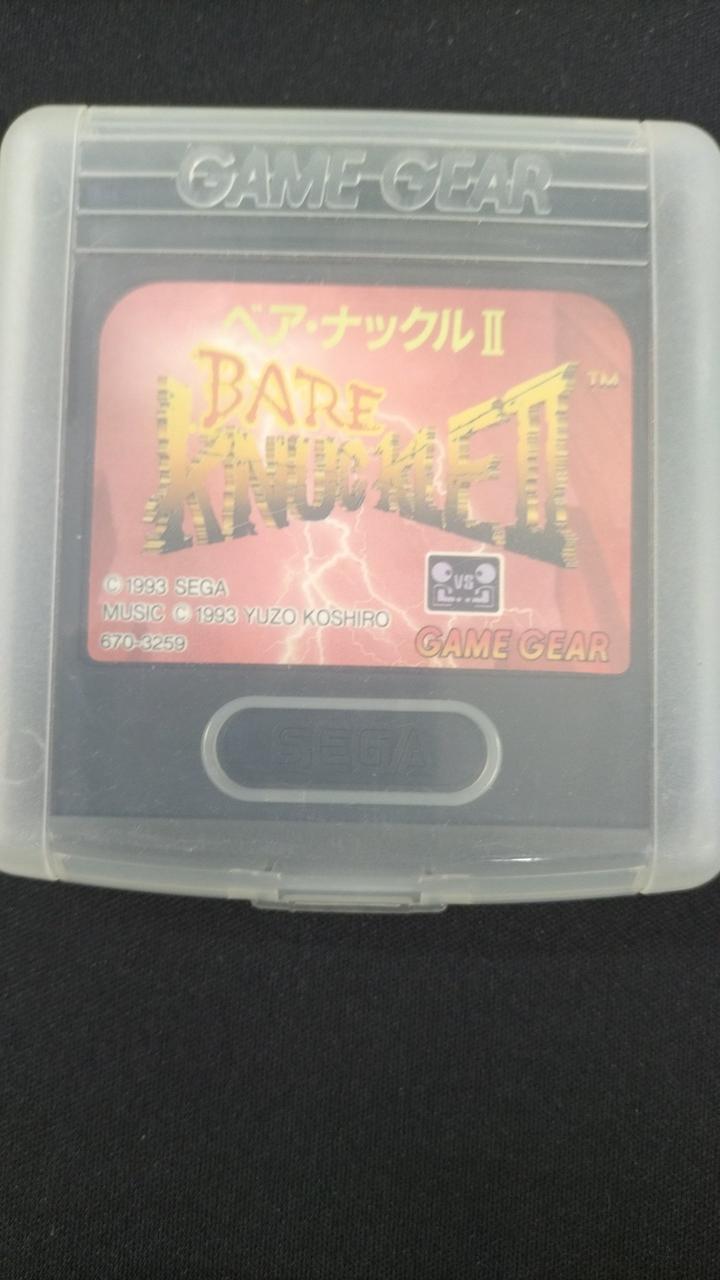 GAME GEAR
ベア・ナックルⅡ
BARE
KNUCKLE II
TM
VS
© 1993 SEGA
MUSIC © 1993 YUZO KOSHIRO
670-3259
GAME GEAR
SEGA